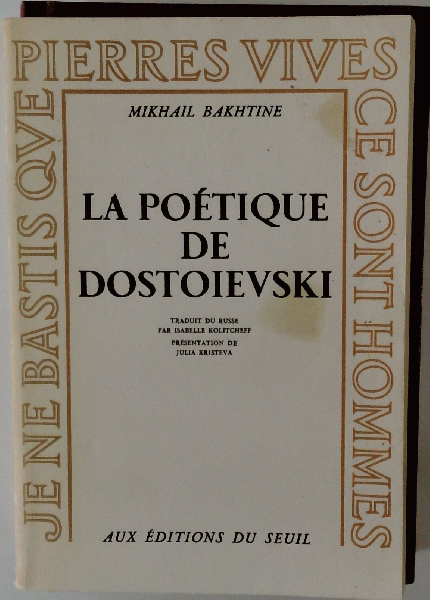 JE NE BASTIS QVE
PIERRES VIVES
CE SONT HOMMES
MIKHAIL BAKHTINE
LA POÉTIQUE
DE
DOSTOIEVSKI
TRADUIT DU RUSSE
PAR ISABELLE KOLITCHEFF
PRÉSENTATION DE
JULIA KRISTEVA
AUX ÉDITIONS DU SEUIL